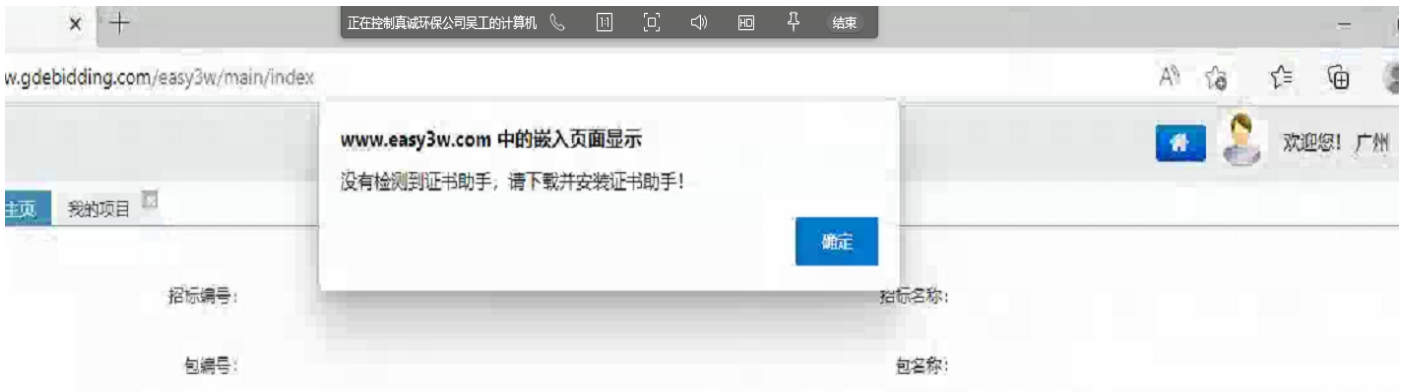 正在控制真诚环保公司吴工的计算机 1:1 HD 结束
w.gdebidding.com/easy3w/main/index
www.easy3w.com 中的嵌入页面显示
没有检测到证书助手，请下载并安装证书助手！
确定
欢迎您！ 广州
主页 我的项目
招标编号： 招标名称：
包编号： 包名称：